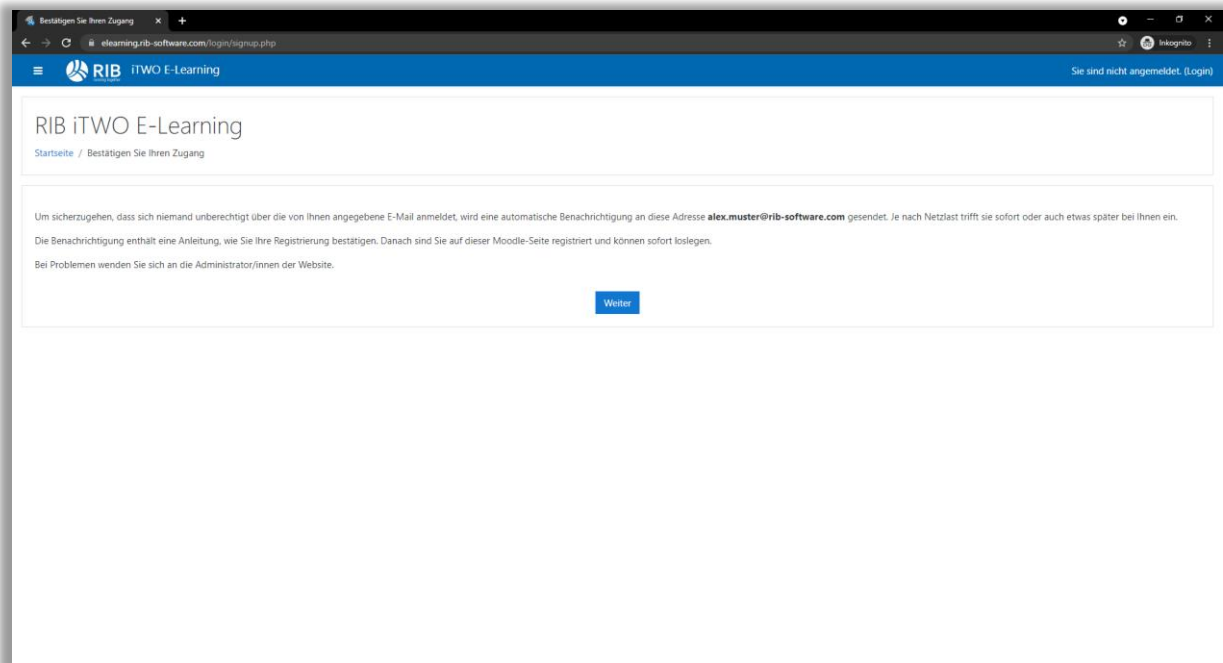 Bestätigen Sie Ihren Zugang
elearning.rib-software.com/login/signup.php
Inkognito
RIB iTWO E-Learning
Sie sind nicht angemeldet. (Login)
RIB iTWO E-Learning
Startseite / Bestätigen Sie Ihren Zugang
Um sicherzugehen, dass sich niemand unberechtigt über die von Ihnen angegebene E-Mail anmeldet, wird eine automatische Benachrichtigung an diese Adresse alex.muster@rib-software.com gesendet. Je nach Netzlast trifft sie sofort oder auch etwas später bei Ihnen ein.
Die Benachrichtigung enthält eine Anleitung, wie Sie Ihre Registrierung bestätigen. Danach sind Sie auf dieser Moodle-Seite registriert und können sofort loslegen.
Bei Problemen wenden Sie sich an die Administrator/innen der Website.
Weiter